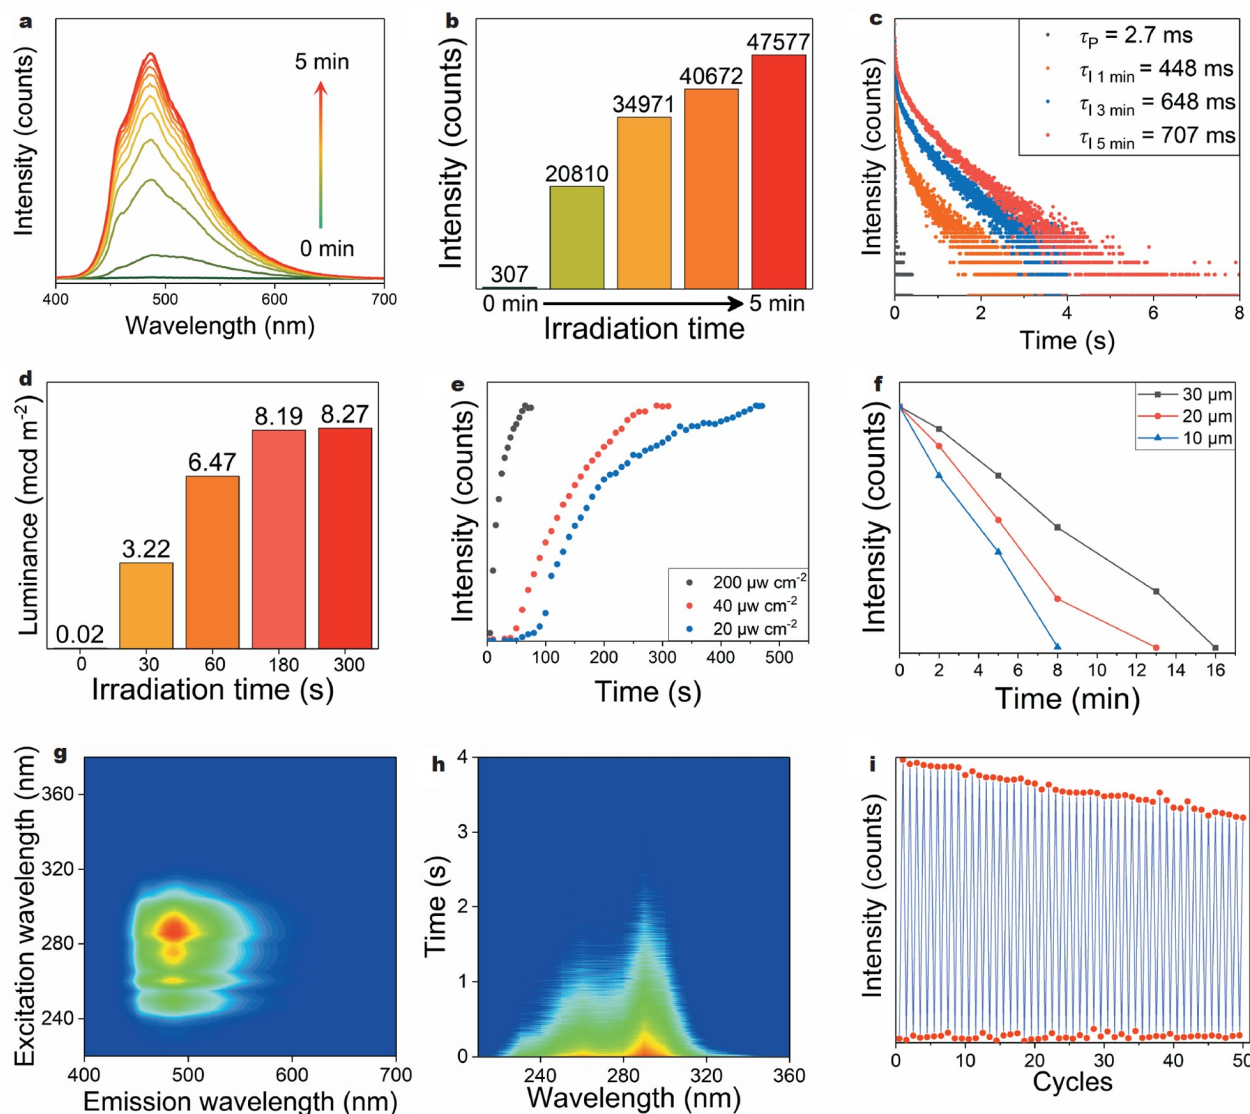 a
Intensity (counts)
5 min
0 min
400
500
600
700
Wavelength (nm)
b
Intensity (counts)
307
20810
34971
40672
47577
0 min
5 min
Irradiation time
c
Intensity (counts)
τP = 2.7 ms
τI 1 min = 448 ms
τI 3 min = 648 ms
τI 5 min = 707 ms
0
2
4
6
8
Time (s)
d
Luminance (mcd m-2)
0.02
3.22
6.47
8.19
8.27
0
30
60
180
300
Irradiation time (s)
e
Intensity (counts)
200 µw cm-2
40 µw cm-2
20 µw cm-2
0
100
200
300
400
500
Time (s)
f
Intensity (counts)
30 µm
20 µm
10 µm
0
2
4
6
8
10
12
14
16
Time (min)
g
Excitation wavelength (nm)
360
320
280
240
400
500
600
700
Emission wavelength (nm)
h
Time (s)
4
3
2
1
0
240
280
320
360
Wavelength (nm)
i
Intensity (counts)
0
10
20
30
40
50
Cycles